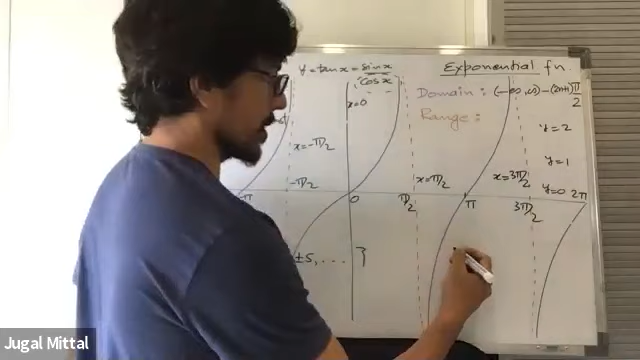 y = tan x = sin x
cos x
Exponential fn.
Domain : (-∞, ∞) - (2n+1) π/2
Range :
x=0
y=2
y=1
y=0
x=-π/2
x=π/2
x=3π/2
-π
-π/2
0
π/2
π
3π/2
2π
±5, .... }
Jugal Mittal